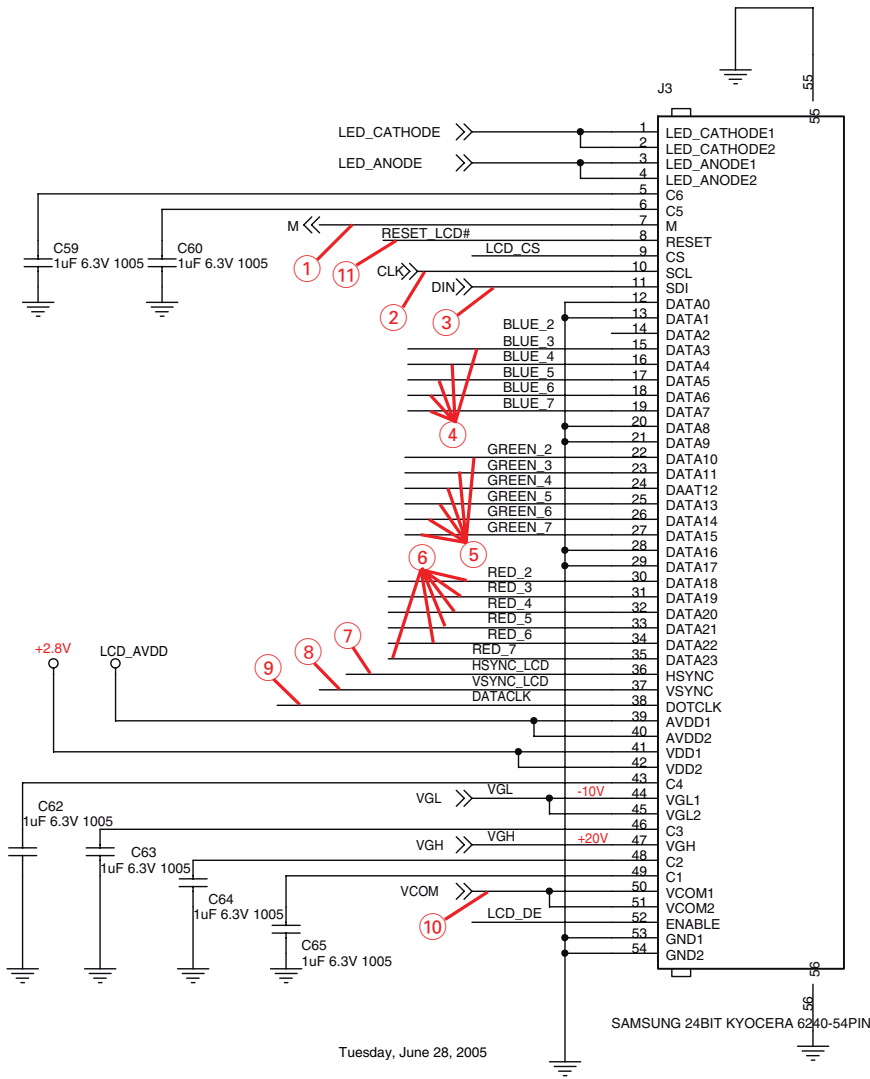 J3
55
55
LED_CATHODE 1 LED_CATHODE1
2 LED_CATHODE2
LED_ANODE 3 LED_ANODE1
4 LED_ANODE2
5 C6
6 C5
M 7 M
RESET_LCD# 8 RESET
LCD_CS 9 CS
CLK 10 SCL
DIN 11 SDI
C59
1uF 6.3V 1005
C60
1uF 6.3V 1005
1
11
2
3
12 DATA0
13 DATA1
BLUE_2 14 DATA2
BLUE_3 15 DATA3
BLUE_4 16 DATA4
BLUE_5 17 DATA5
BLUE_6 18 DATA6
BLUE_7 19 DATA7
4
20 DATA8
21 DATA9
GREEN_2 22 DATA10
GREEN_3 23 DATA11
GREEN_4 24 DAAT12
GREEN_5 25 DATA13
GREEN_6 26 DATA14
GREEN_7 27 DATA15
5
6
28 DATA16
29 DATA17
RED_2 30 DATA18
RED_3 31 DATA19
RED_4 32 DATA20
RED_5 33 DATA21
RED_6 34 DATA22
RED_7 35 DATA23
7
8
9
HSYNC_LCD 36 HSYNC
VSYNC_LCD 37 VSYNC
DATACLK 38 DOTCLK
+2.8V
LCD_AVDD
39 AVDD1
40 AVDD2
41 VDD1
42 VDD2
43 C4
VGL VGL -10V 44 VGL1
45 VGL2
46 C3
VGH VGH +20V 47 VGH
48 C2
49 C1
VCOM 50 VCOM1
51 VCOM2
10
LCD_DE 52 ENABLE
53 GND1
54 GND2
C62
1uF 6.3V 1005
C63
1uF 6.3V 1005
C64
1uF 6.3V 1005
C65
1uF 6.3V 1005
56
56
SAMSUNG 24BIT KYOCERA 6240-54PIN
Tuesday, June 28, 2005